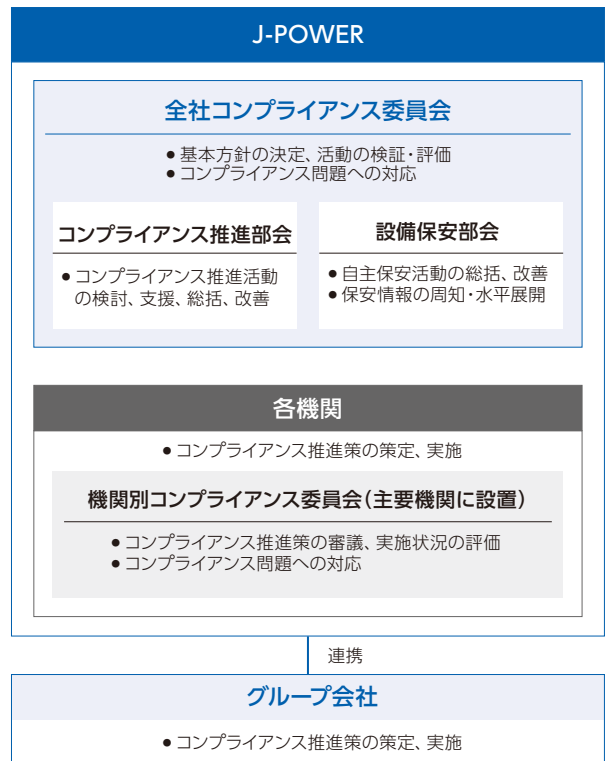 J-POWER
全社コンプライアンス委員会
● 基本方針の決定、活動の検証・評価
● コンプライアンス問題への対応
コンプライアンス推進部会
● コンプライアンス推進活動
の検討、支援、総括、改善
設備保安部会
● 自主保安活動の総括、改善
● 保安情報の周知・水平展開
各機関
● コンプライアンス推進策の策定、実施
機関別コンプライアンス委員会(主要機関に設置)
● コンプライアンス推進策の審議、実施状況の評価
● コンプライアンス問題への対応
連携
グループ会社
● コンプライアンス推進策の策定、実施